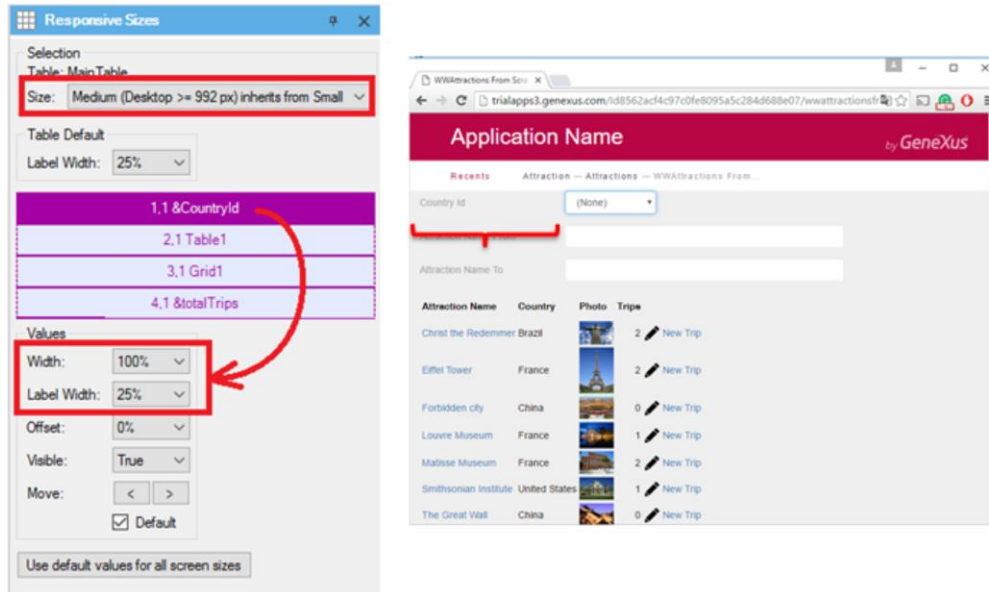 Responsive Sizes
Selection
Table: MainTable
Size: Medium (Desktop >= 992 px) inherits from Small
Table Default
Label Width: 25%
1,1 &CountryId
2,1 Table1
3,1 Grid1
4,1 &totalTrips
Values
Width: 100%
Label Width: 25%
Offset: 0%
Visible: True
Move: < >
Default
Use default values for all screen sizes
WWAttractions From Scr
trialapps3.genexus.com/Id8562acf4c97c0fe8095a5c284d688e07/wwattractionsfr
Application Name
by GeneXus
Recents Attraction — Attractions — WWAttractions From...
Country Id (None)
Attraction Name From
Attraction Name To
Attraction Name Country Photo Trips
Christ the Redemmer Brazil 2 New Trip
Eiffel Tower France 2 New Trip
Forbidden city China 0 New Trip
Louvre Museum France 1 New Trip
Matisse Museum France 2 New Trip
Smithsonian Institute United States 1 New Trip
The Great Wall China 0 New Trip